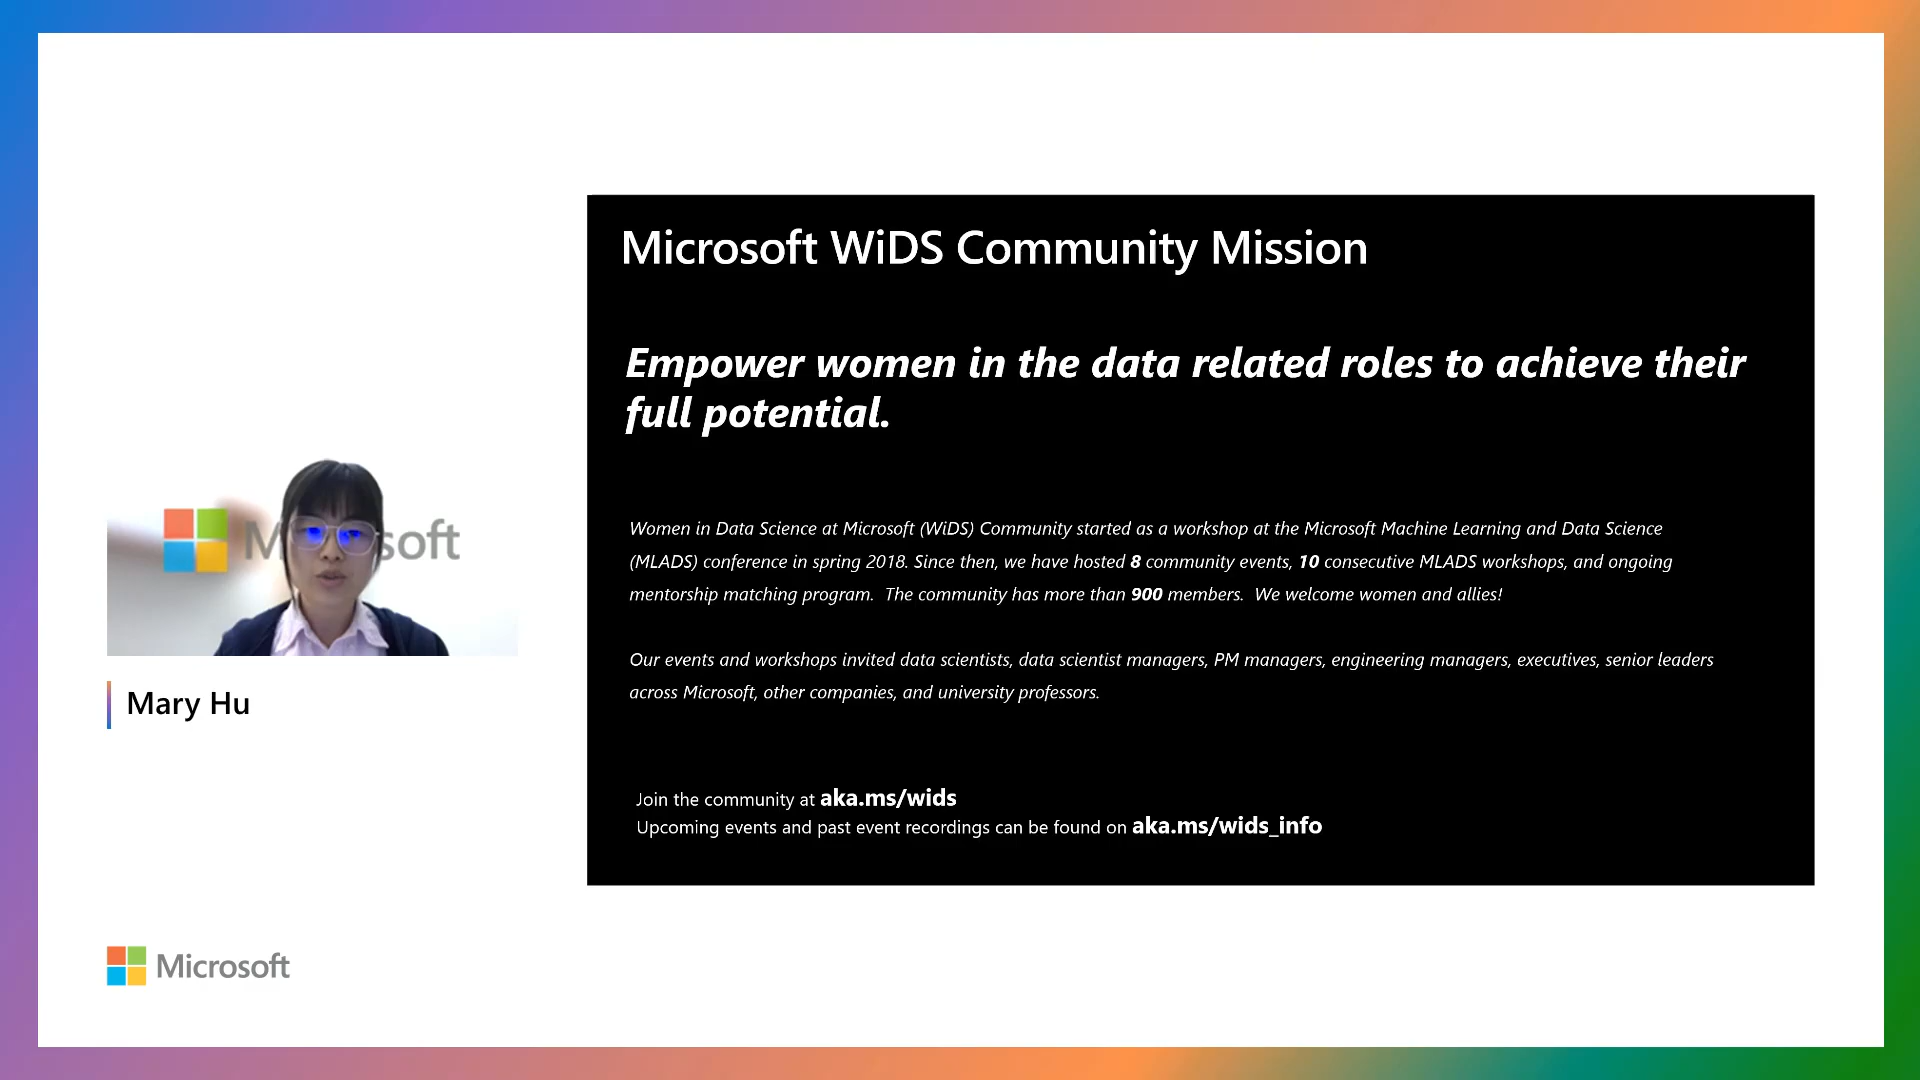 Microsoft WiDS Community Mission
Empower women in the data related roles to achieve their
full potential.
Women in Data Science at Microsoft (WiDS) Community started as a workshop at the Microsoft Machine Learning and Data Science
(MLADS) conference in spring 2018. Since then, we have hosted 8 community events, 10 consecutive MLADS workshops, and ongoing
mentorship matching program.  The community has more than 900 members.  We welcome women and allies!
Our events and workshops invited data scientists, data scientist managers, PM managers, engineering managers, executives, senior leaders
across Microsoft, other companies, and university professors.
Join the community at aka.ms/wids
Upcoming events and past event recordings can be found on aka.ms/wids_info
Mary Hu
Microsoft